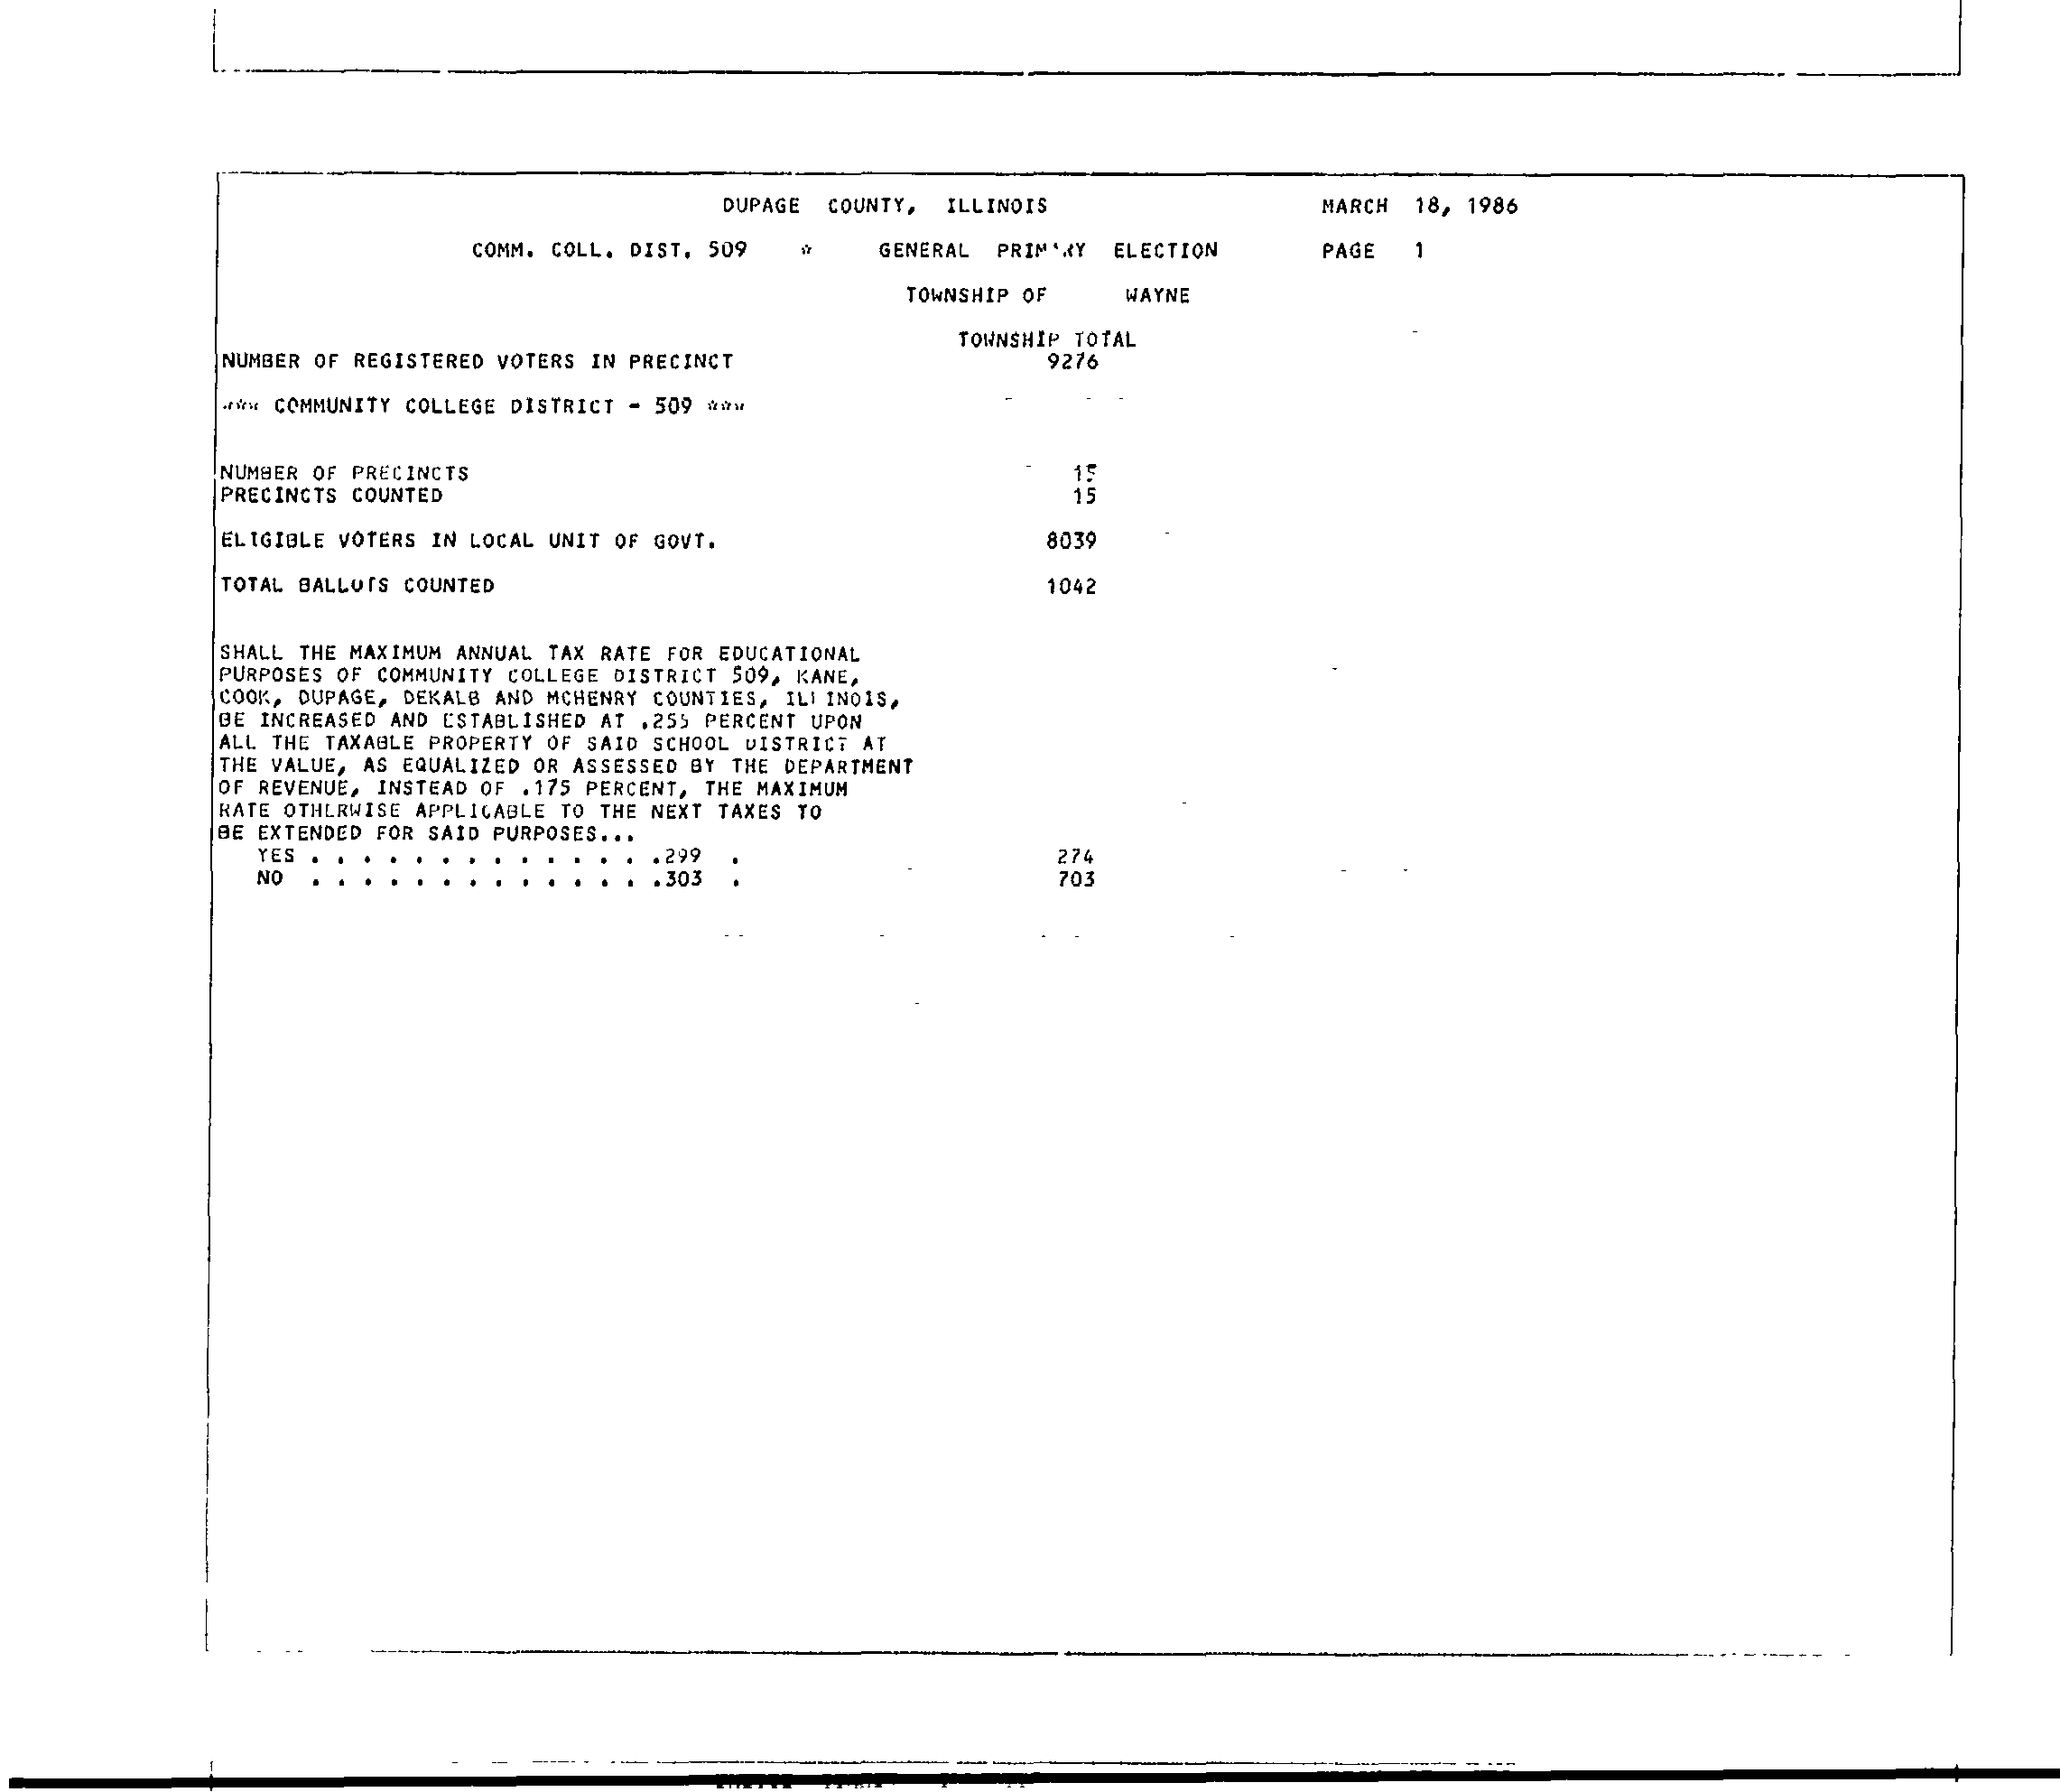 DUPAGE COUNTY, ILLINOIS MARCH 18, 1986
COMM. COLL. DIST. 509 * GENERAL PRIMARY ELECTION PAGE 1
TOWNSHIP OF WAYNE
TOWNSHIP TOTAL
NUMBER OF REGISTERED VOTERS IN PRECINCT 9276
*** COMMUNITY COLLEGE DISTRICT - 509 ***
NUMBER OF PRECINCTS 15
PRECINCTS COUNTED 15
ELIGIBLE VOTERS IN LOCAL UNIT OF GOVT. 8039
TOTAL BALLOTS COUNTED 1042
SHALL THE MAXIMUM ANNUAL TAX RATE FOR EDUCATIONAL
PURPOSES OF COMMUNITY COLLEGE DISTRICT 509, KANE,
COOK, DUPAGE, DEKALB AND MCHENRY COUNTIES, ILLINOIS,
BE INCREASED AND ESTABLISHED AT .255 PERCENT UPON
ALL THE TAXABLE PROPERTY OF SAID SCHOOL DISTRICT AT
THE VALUE, AS EQUALIZED OR ASSESSED BY THE DEPARTMENT
OF REVENUE, INSTEAD OF .175 PERCENT, THE MAXIMUM
RATE OTHERWISE APPLICABLE TO THE NEXT TAXES TO
BE EXTENDED FOR SAID PURPOSES...
YES . . . . . . . . . . . . . .299 . 274
NO . . . . . . . . . . . . . .303 . 703